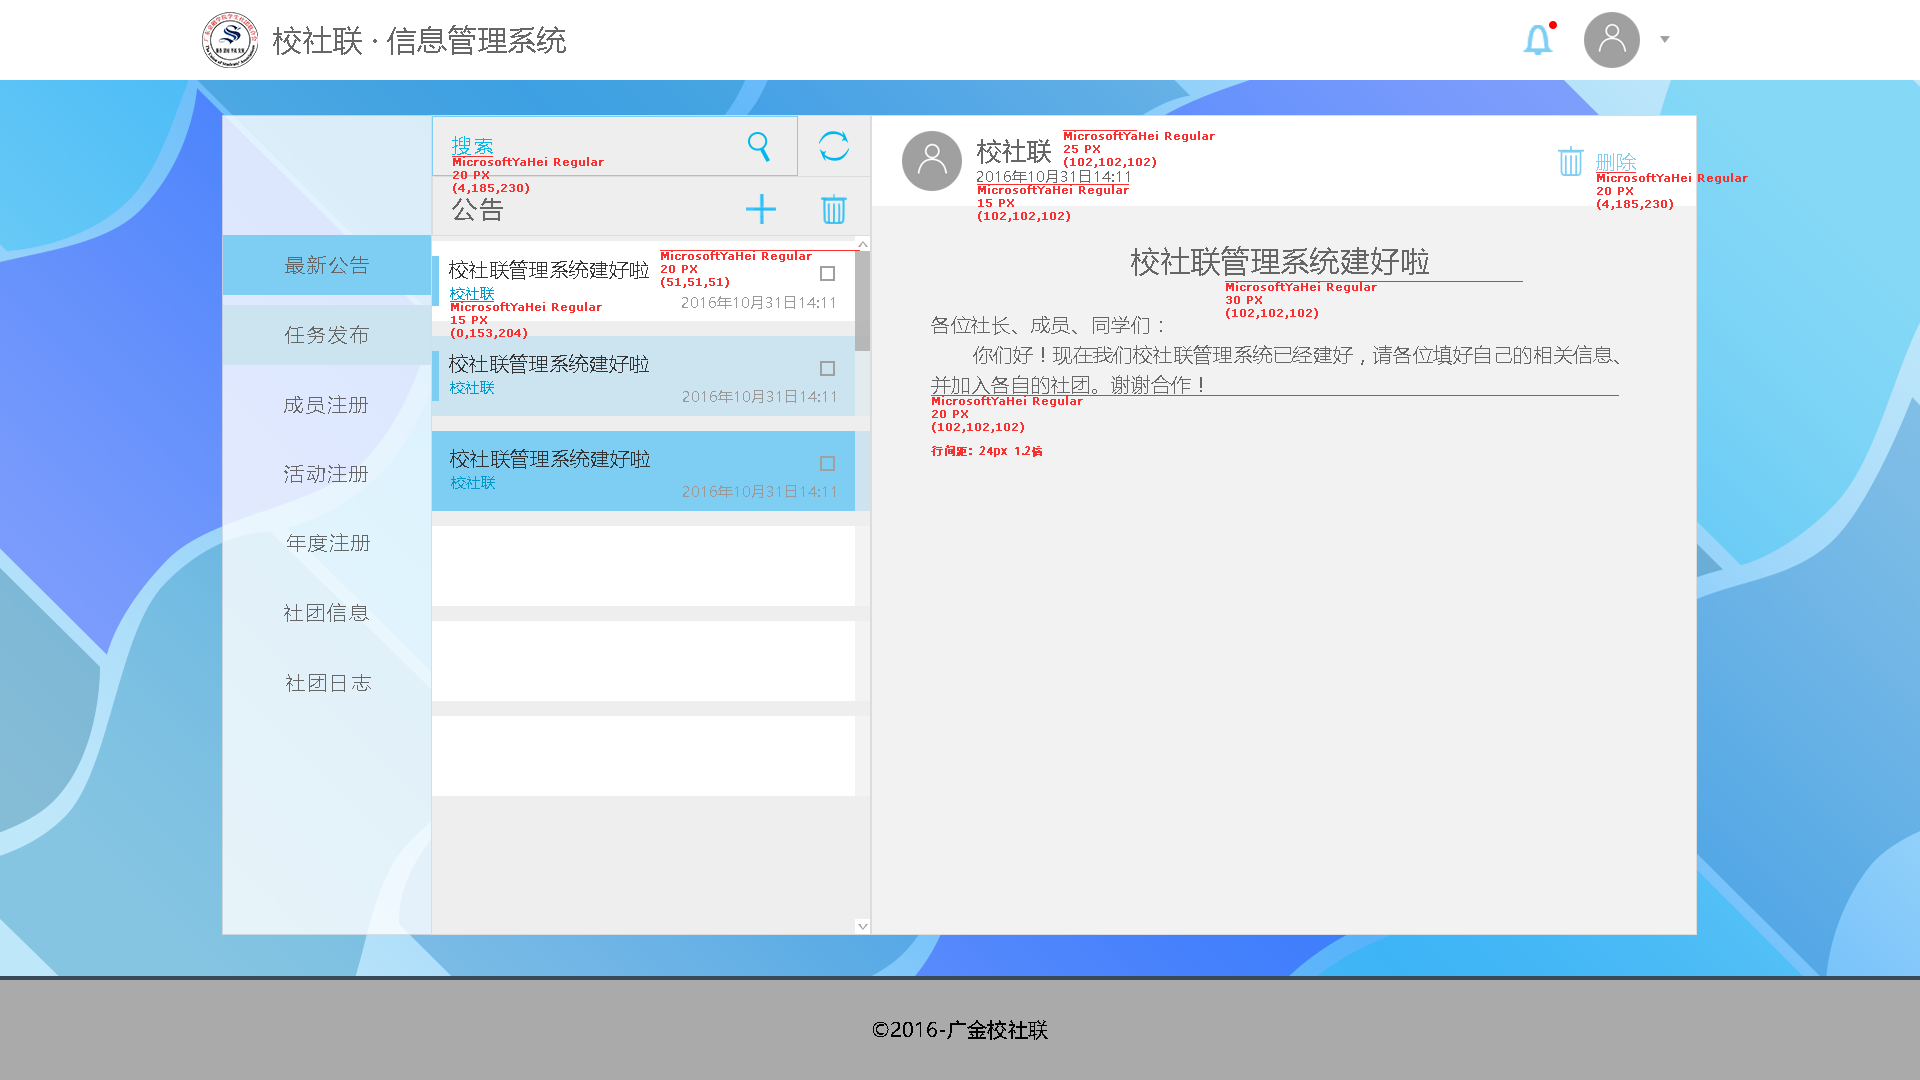 校社联 · 信息管理系统
最新公告
任务发布
成员注册
活动注册
年度注册
社团信息
社团日志
搜索
MicrosoftYaHei Regular
20 PX
(4,185,230)
公告
校社联管理系统建好啦
MicrosoftYaHei Regular
20 PX
(51,51,51)
校社联
MicrosoftYaHei Regular
15 PX
(0,153,204)
2016年10月31日14:11
校社联管理系统建好啦
校社联
2016年10月31日14:11
校社联管理系统建好啦
校社联
2016年10月31日14:11
校社联
MicrosoftYaHei Regular
25 PX
(102,102,102)
2016年10月31日14:11
MicrosoftYaHei Regular
15 PX
(102,102,102)
删除
MicrosoftYaHei Regular
20 PX
(4,185,230)
校社联管理系统建好啦
MicrosoftYaHei Regular
30 PX
(102,102,102)
各位社长、成员、同学们：
你们好！现在我们校社联管理系统已经建好，请各位填好自己的相关信息、
并加入各自的社团。谢谢合作！
MicrosoftYaHei Regular
20 PX
(102,102,102)
行间距：24px 1.2倍
©2016-广金校社联